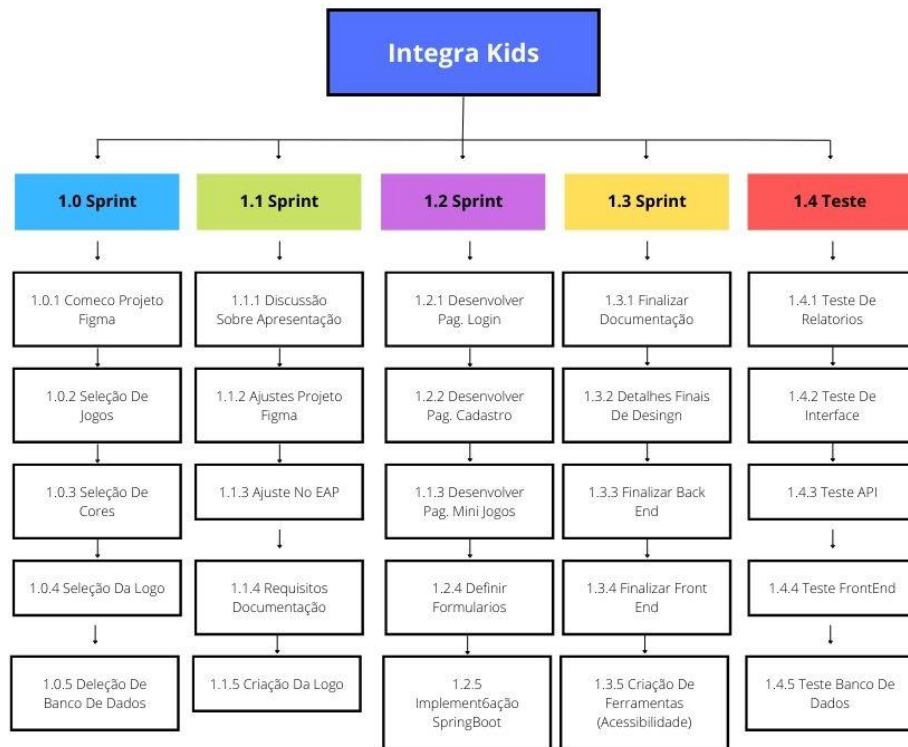 Integra Kids
1.0 Sprint
1.1 Sprint
1.2 Sprint
1.3 Sprint
1.4 Teste
1.0.1 Comeco Projeto
Figma
1.0.2 Seleção De
Jogos
1.0.3 Seleção De
Cores
1.0.4 Seleção Da Logo
1.0.5 Deleção De
Banco De Dados
1.1.1 Discussão
Sobre Apresentação
1.1.2 Ajustes Projeto
Figma
1.1.3 Ajuste No EAP
1.1.4 Requisitos
Documentação
1.1.5 Criação Da Logo
1.2.1 Desenvolver
Pag. Login
1.2.2 Desenvolver
Pag. Cadastro
1.1.3 Desenvolver
Pag. Mini Jogos
1.2.4 Definir
Formularios
1.2.5
Implement6ação
SpringBoot
1.3.1 Finalizar
Documentação
1.3.2 Detalhes Finais
De Desingn
1.3.3 Finalizar Back
End
1.3.4 Finalizar Front
End
1.3.5 Criação De
Ferramentas
(Acessibilidade)
1.4.1 Teste De
Relatorios
1.4.2 Teste De
Interface
1.4.3 Teste API
1.4.4 Teste FrontEnd
1.4.5 Teste Banco De
Dados